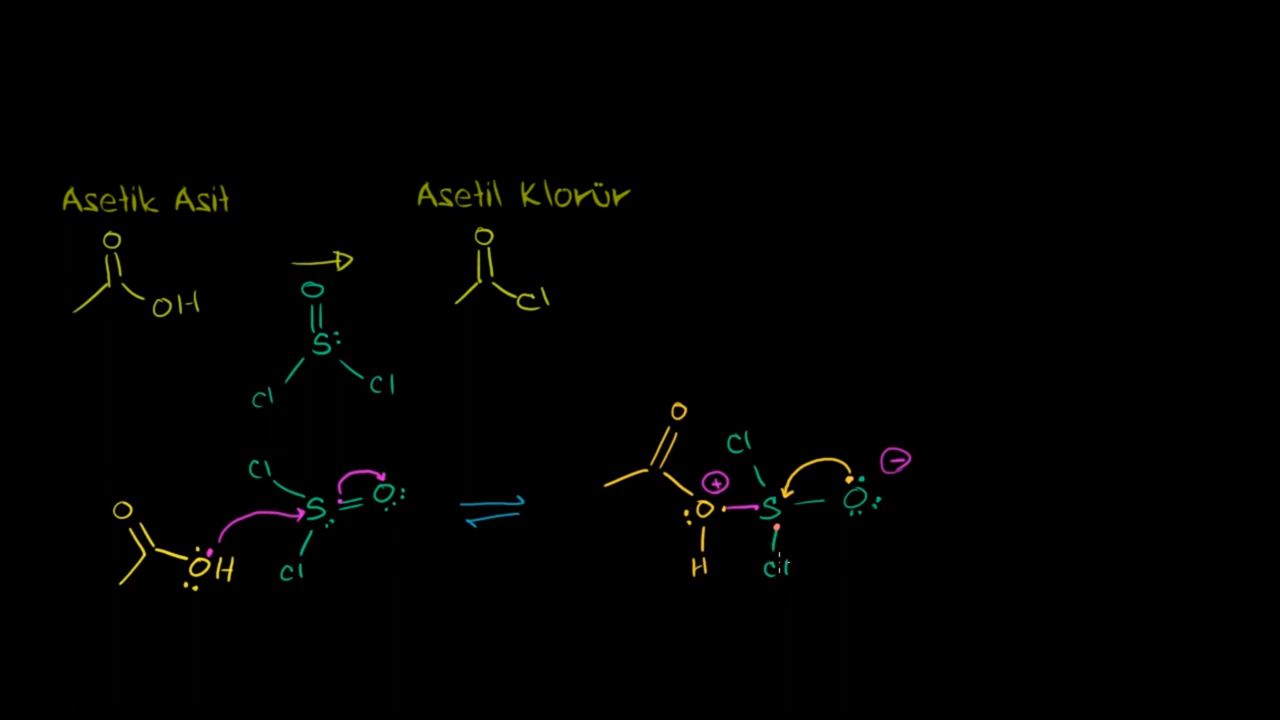 Asetik Asit
Asetil Klorür
O
OH
O
S
Cl
Cl
O
Cl
O
OH
Cl
S
O
Cl
O
O
H
+
Cl
S
Cl
O
−